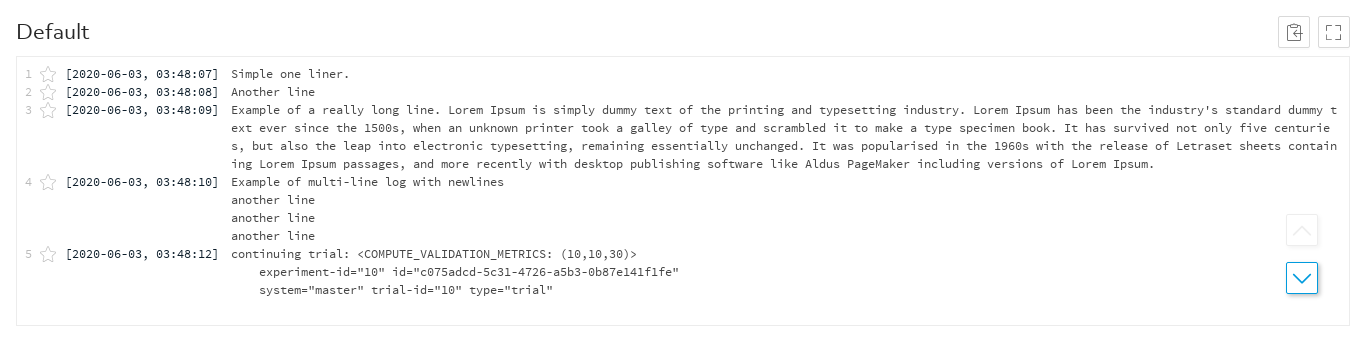 Default
1 [2020-06-03, 03:48:07] Simple one liner.
2 [2020-06-03, 03:48:08] Another line
3 [2020-06-03, 03:48:09] Example of a really long line. Lorem Ipsum is simply dummy text of the printing and typesetting industry. Lorem Ipsum has been the industry's standard dummy t
ext ever since the 1500s, when an unknown printer took a galley of type and scrambled it to make a type specimen book. It has survived not only five centurie
s, but also the leap into electronic typesetting, remaining essentially unchanged. It was popularised in the 1960s with the release of Letraset sheets contain
ing Lorem Ipsum passages, and more recently with desktop publishing software like Aldus PageMaker including versions of Lorem Ipsum.
4 [2020-06-03, 03:48:10] Example of multi-line log with newlines
another line
another line
another line
5 [2020-06-03, 03:48:12] continuing trial: <COMPUTE_VALIDATION_METRICS: (10,10,30)>
experiment-id="10" id="c075adcd-5c31-4726-a5b3-0b87e141f1fe"
system="master" trial-id="10" type="trial"